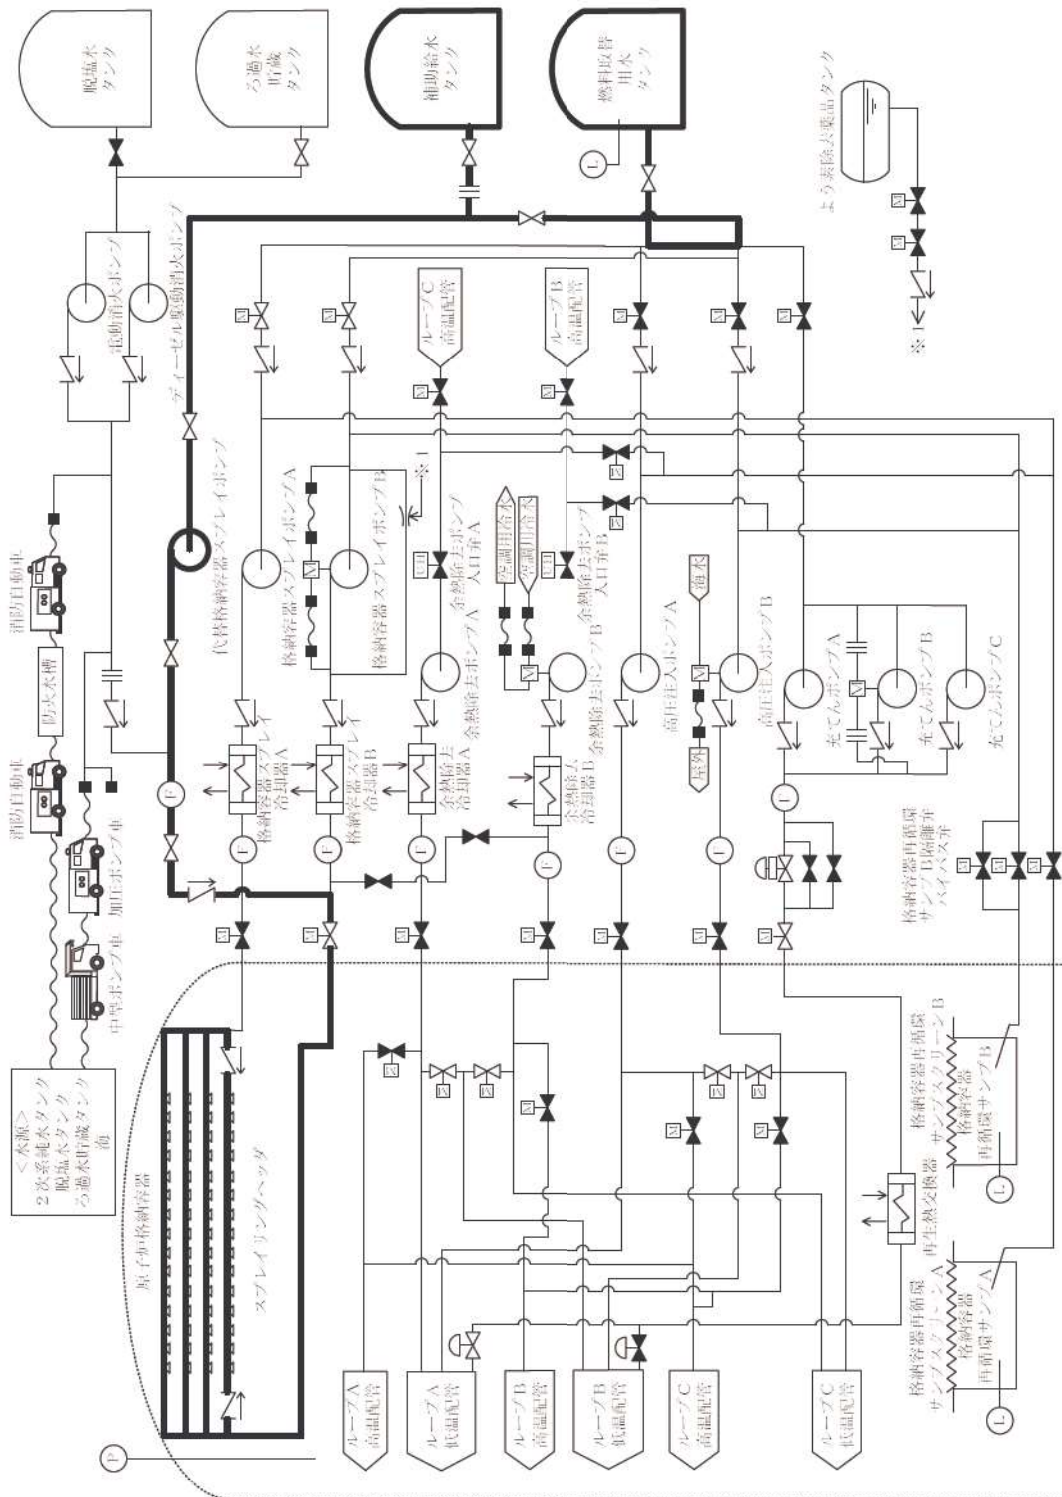 脱塩水
タンク
ろ過水
貯蔵
タンク
補助給水
タンク
燃料取替
用水
タンク
よう素除去薬品タンク
電動消火ポンプ
ディーゼル駆動消火ポンプ
L
M
M
※1
M
M
ループC
高温配管
ループB
高温配管
M
M
M
M
M
消防自動車
防火水槽
消防自動車
加圧ポンプ車
中型ポンプ車
<水源>
2次系純水タンク
脱塩水タンク
ろ過水貯蔵タンク
海
代替格納容器スプレイポンプ
格納容器スプレイポンプA
格納容器スプレイポンプB
M
※1
余熱除去ポンプ
入口弁A
余熱除去ポンプA
空調用冷水
空調用冷水
余熱除去ポンプ
入口弁B
余熱除去ポンプB
M
高圧注入ポンプA
海水
M
屋外
高圧注入ポンプB
充てんポンプA
M
充てんポンプB
充てんポンプC
格納容器スプレイ
冷却器A
格納容器スプレイ
冷却器B
余熱除去
冷却器A
余熱除去
冷却器B
F
F
F
F
F
F
F
格納容器再循環
サンプB隔離弁
バイパス弁
M
M
M
M
M
M
M
M
M
M
原子炉格納容器
スプレイリングヘッダ
P
M
M
M
再生熱交換器
格納容器再循環
サンプスクリーンB
格納容器
再循環サンプB
L
格納容器再循環
サンプスクリーンA
格納容器
再循環サンプA
L
ループA
高温配管
ループA
低温配管
ループB
高温配管
ループB
低温配管
ループC
高温配管
ループC
低温配管